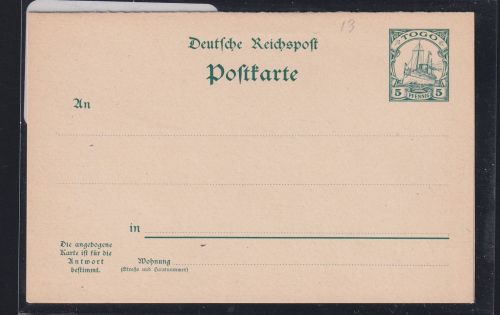 13
Deutsche Reichspost
Postkarte
TOGO
5 PFENNIG 5
An
in
Die angebogene
Karte ist für die
Antwort
bestimmt.
Wohnung
(Straße und Hausnummer)